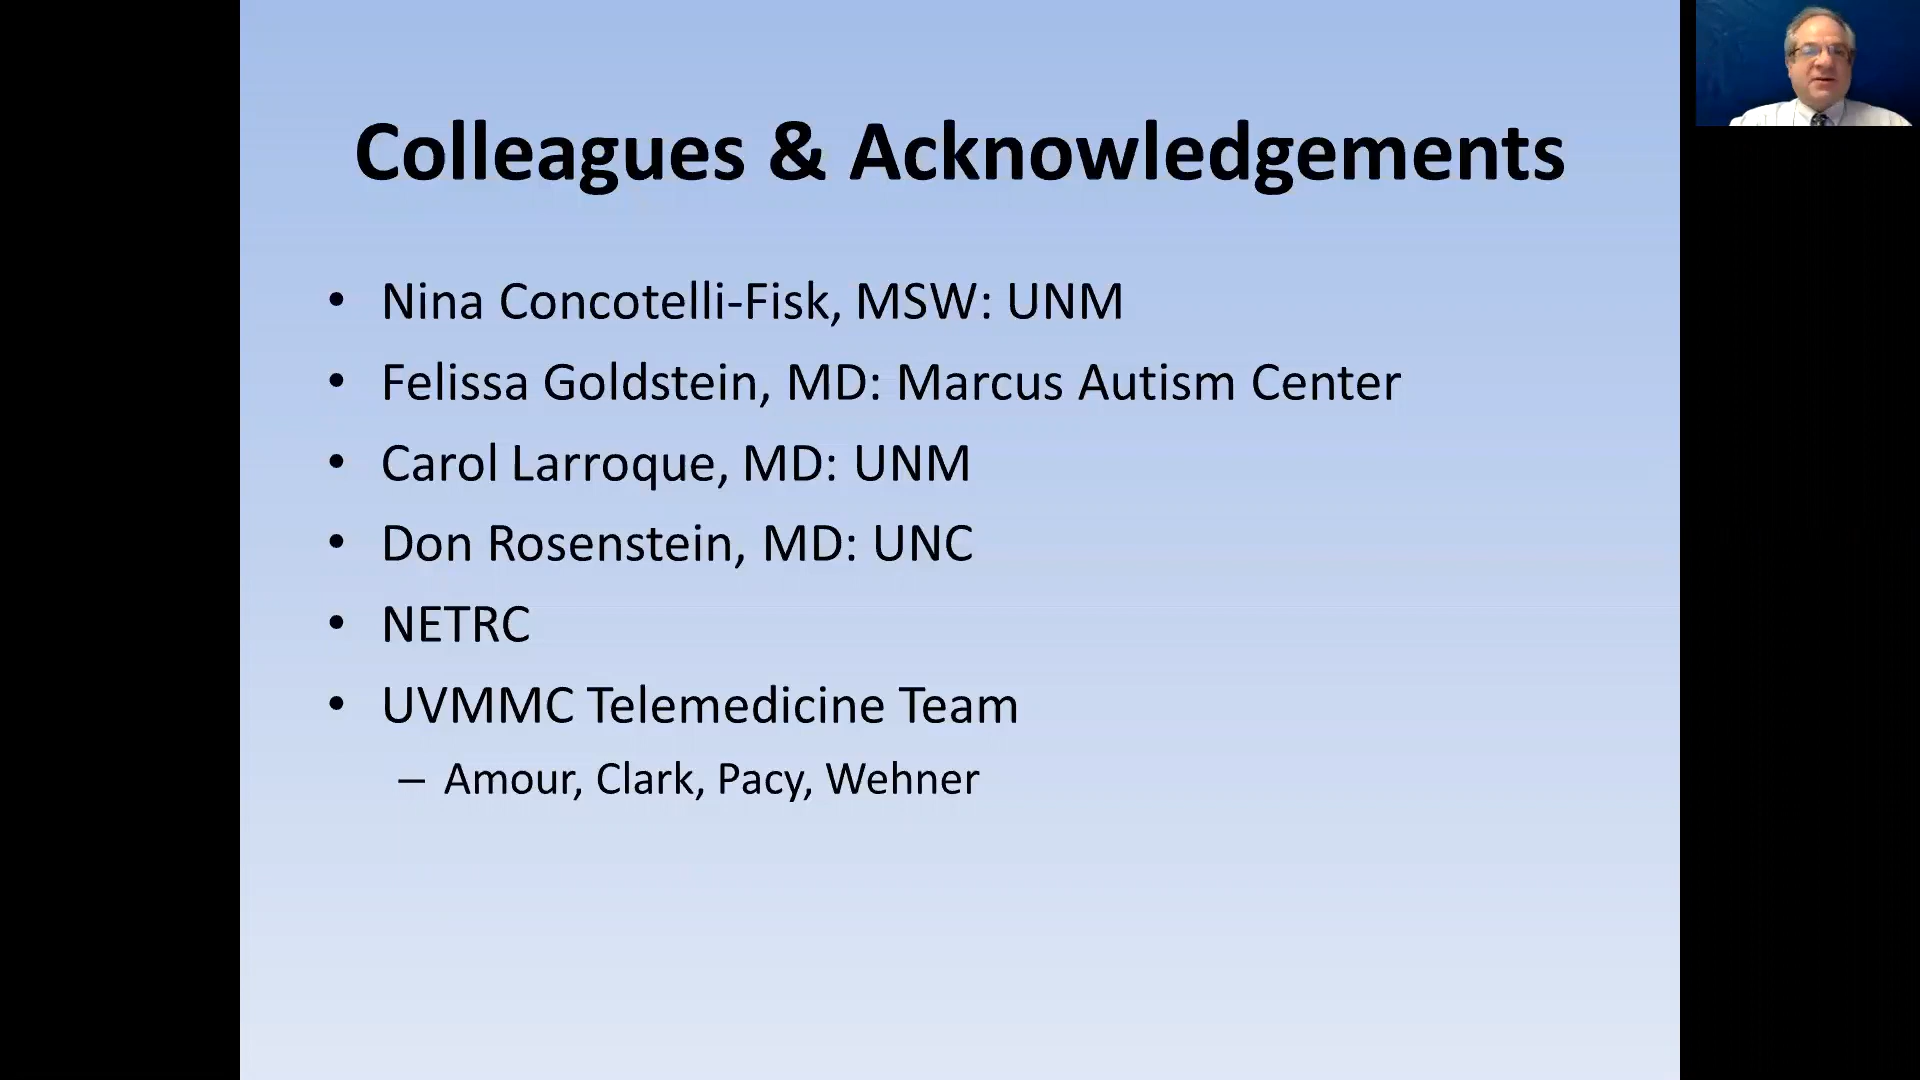 Colleagues & Acknowledgements
• Nina Concotelli-Fisk, MSW: UNM
• Felissa Goldstein, MD: Marcus Autism Center
• Carol Larroque, MD: UNM
• Don Rosenstein, MD: UNC
• NETRC
• UVMMC Telemedicine Team
– Amour, Clark, Pacy, Wehner